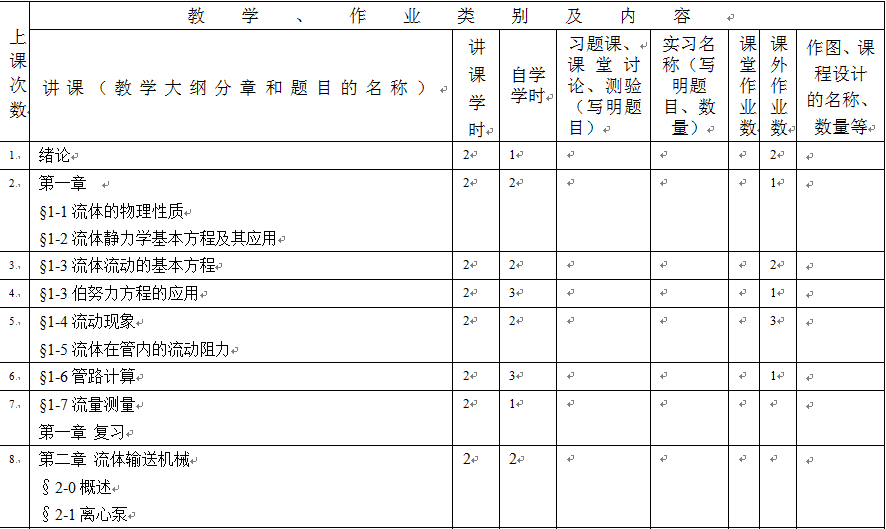 教 学 、 作 业 类 别 及 内 容
上课次数
讲 课 （ 教 学 大 纲 分 章 和 题 目 的 名 称 ）
讲课学时
自学学时
习题课、课堂讨论、测验（写明题目）
实习名称（写明题目、数量）
课堂作业数
课外作业数
作图、课程设计的名称、数量等
1. 绪论 2 1 2
2. 第一章 2 2 1
§1-1 流体的物理性质
§1-2 流体静力学基本方程及其应用
3. §1-3 流体流动的基本方程 2 2 2
4. §1-3 伯努力方程的应用 2 3 1
5. §1-4 流动现象 2 2 3
§1-5 流体在管内的流动阻力
6. §1-6 管路计算 2 3 1
7. §1-7 流量测量 2 1
第一章 复习
8. 第二章 流体输送机械 2 2
§ 2-0 概述
§ 2-1 离心泵